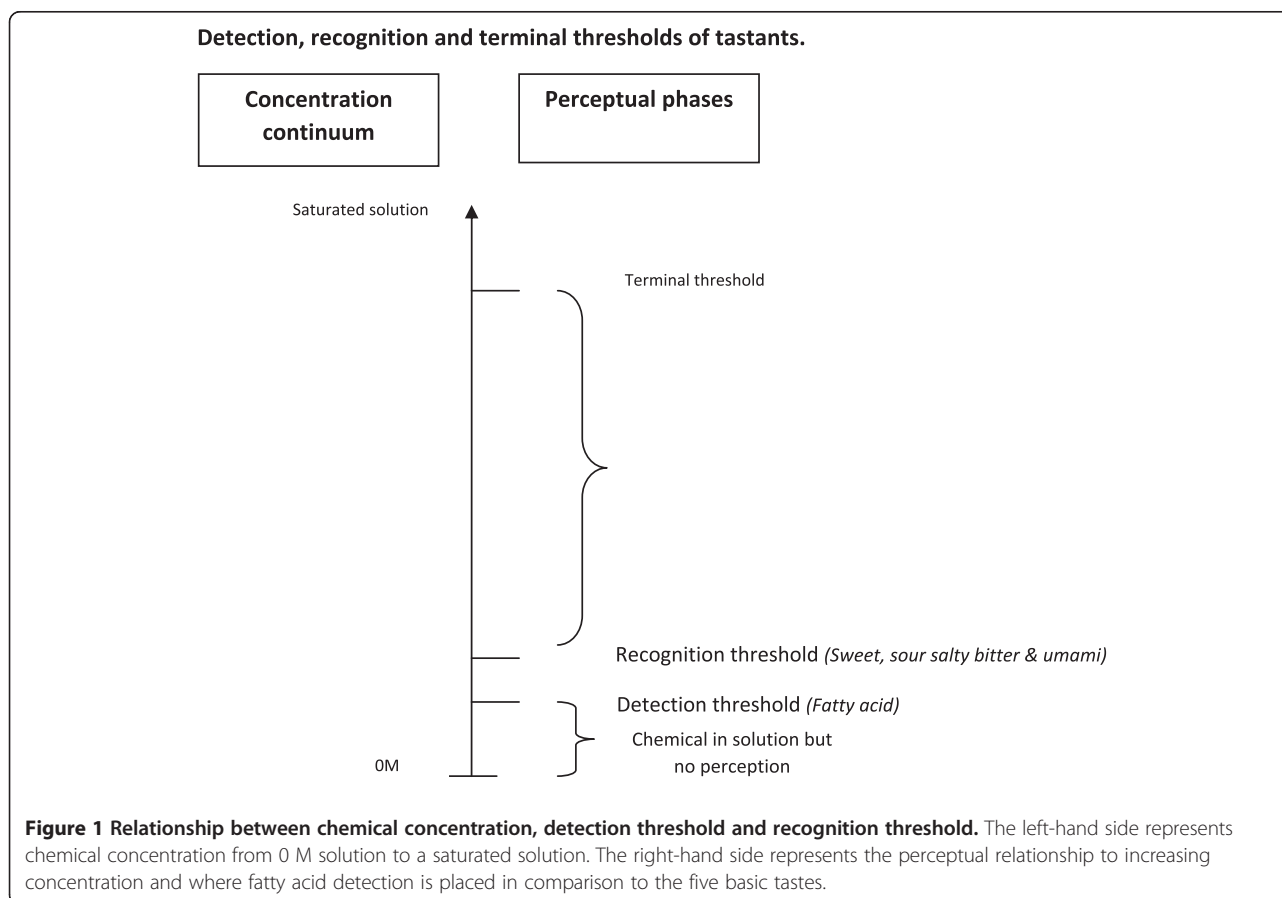 Detection, recognition and terminal thresholds of tastants.
Concentration
continuum
Perceptual phases
Saturated solution
Terminal threshold
Recognition threshold (Sweet, sour salty bitter & umami)
Detection threshold (Fatty acid)
Chemical in solution but
no perception
0M
Figure 1 Relationship between chemical concentration, detection threshold and recognition threshold. The left-hand side represents
chemical concentration from 0 M solution to a saturated solution. The right-hand side represents the perceptual relationship to increasing
concentration and where fatty acid detection is placed in comparison to the five basic tastes.